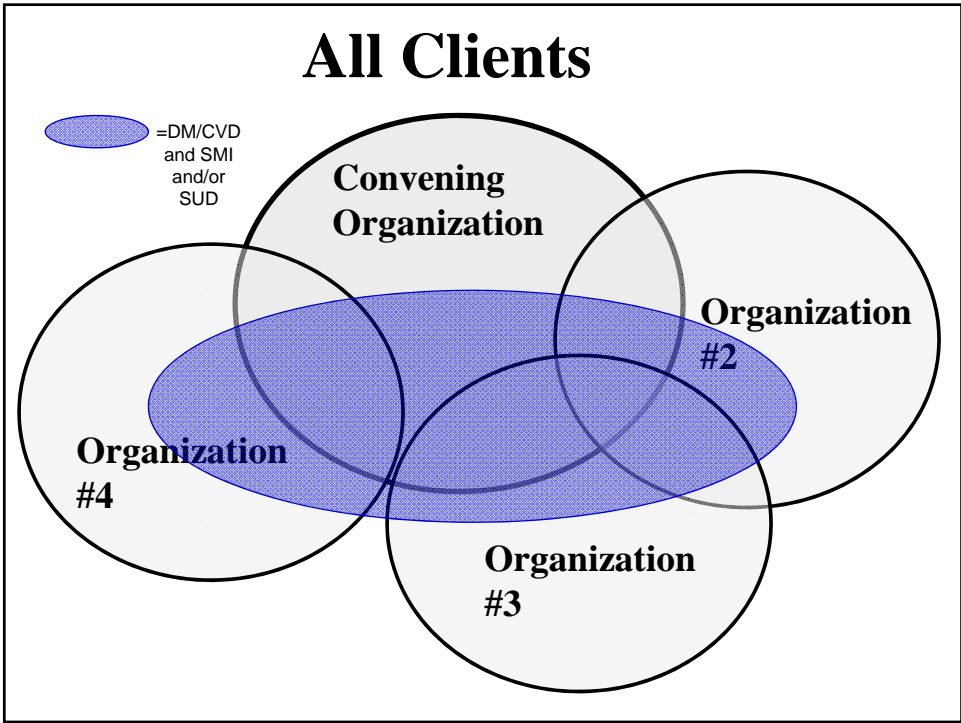 All Clients
=DM/CVD
and SMI
and/or
SUD
Convening
Organization
Organization
#2
Organization
#4
Organization
#3